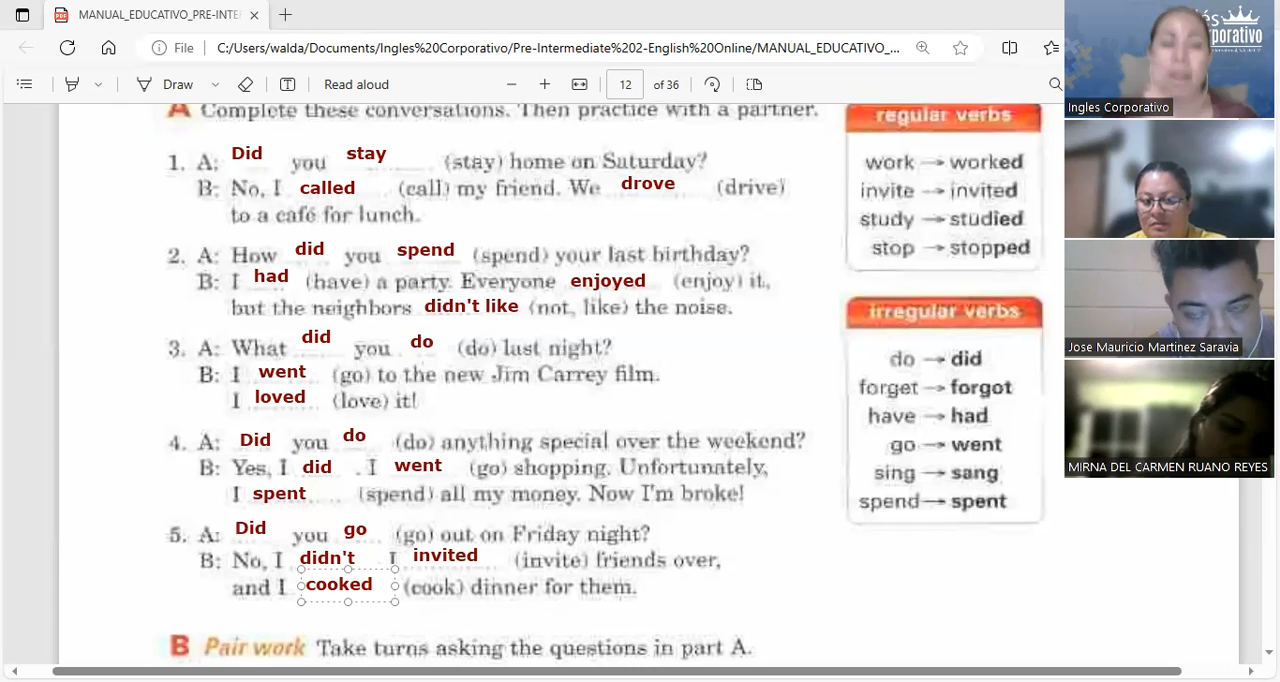 MANUAL_EDUCATIVO_PRE-INTE
File
C:/Users/walda/Documents/Ingles%20Corporativo/Pre-Intermediate%202-English%20Online/MANUAL_EDUCATIVO_...
Draw
Read aloud
12
of 36
A Complete these conversations. Then practice with a partner.
1. A: Did you stay (stay) home on Saturday?
B: No, I called (call) my friend. We drove (drive)
to a café for lunch.
2. A: How did you spend (spend) your last birthday?
B: I had (have) a party. Everyone enjoyed (enjoy) it,
but the neighbors didn't like (not, like) the noise.
3. A: What did you do (do) last night?
B: I went (go) to the new Jim Carrey film.
I loved (love) it!
4. A: Did you do (do) anything special over the weekend?
B: Yes, I did . I went (go) shopping. Unfortunately,
I spent (spend) all my money. Now I'm broke!
5. A: Did you go (go) out on Friday night?
B: No, I didn't I invited (invite) friends over,
and I cooked (cook) dinner for them.
B Pair work Take turns asking the questions in part A.
regular verbs
work → worked
invite → invited
study → studied
stop → stopped
irregular verbs
do → did
forget → forgot
have → had
go → went
sing → sang
spend → spent
Ingles Corporativo
Jose Mauricio Martinez Saravia
MIRNA DEL CARMEN RUANO REYES